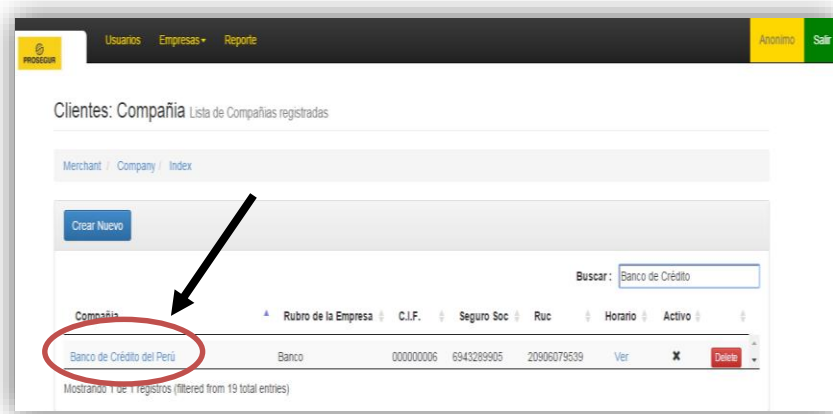 PROSEGUR Usuarios Empresas Reporte Anonimo Salir
Clientes: Compañia Lista de Compañias registradas
Merchant / Company / Index
Crear Nuevo
Buscar : Banco de Crédito
Compañia Rubro de la Empresa C.I.F. Seguro Soc Ruc Horario Activo
Banco de Crédito del Perú Banco 000000006 6943289905 20906079539 Ver Delete
Mostrando 1 de 1 registros (filtered from 19 total entries)